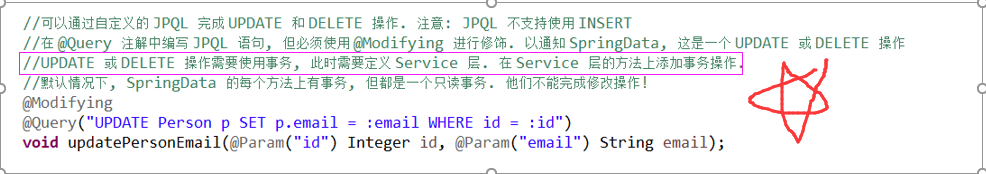 //可以通过自定义的 JPQL 完成 UPDATE 和 DELETE 操作. 注意: JPQL 不支持使用 INSERT
//在 @Query 注解中编写 JPQL 语句, 但必须使用 @Modifying 进行修饰. 以通知 SpringData, 这是一个 UPDATE 或 DELETE 操作
//UPDATE 或 DELETE 操作需要使用事务, 此时需要定义 Service 层. 在 Service 层的方法上添加事务操作.
//默认情况下, SpringData 的每个方法上有事务, 但都是一个只读事务. 他们不能完成修改操作!
@Modifying
@Query("UPDATE Person p SET p.email = :email WHERE id = :id")
void updatePersonEmail(@Param("id") Integer id, @Param("email") String email);